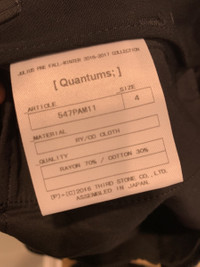 JULIUS PRE FALL-WINTER 2016-2017 COLLECTION
[ Quantums; ]
ARTICLE
SIZE
547PAM11
4
MATERIAL
RY/CO CLOTH
QUALITY
RAYON 70% / COTTON 30%
(P)-(C)2016 THIRD STONE CO.LTD.
ASSEMBLED IN JAPAN.